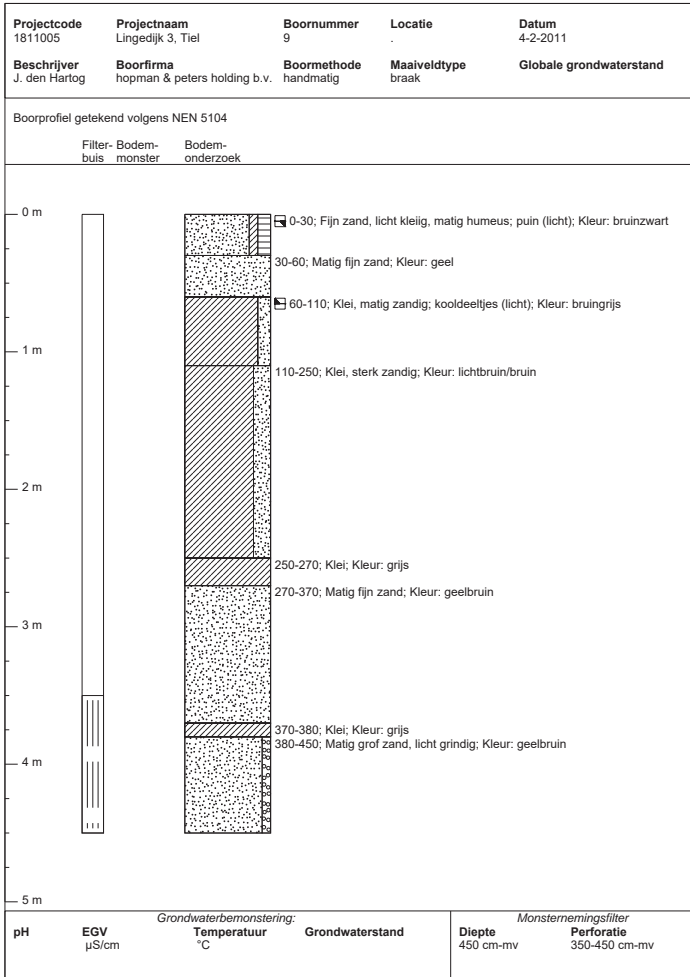 Projectcode Projectnaam Boornummer Locatie Datum
1811005 Lingedijk 3, Tiel 9 . 4-2-2011
Beschrijver Boorfirma Boormethode Maaiveldtype Globale grondwaterstand
J. den Hartog hopman & peters holding b.v. handmatig braak
Boorprofiel getekend volgens NEN 5104
Filter- Bodem- Bodem-
buis monster onderzoek
0 m
0-30; Fijn zand, licht kleiig, matig humeus; puin (licht); Kleur: bruinzwart
30-60; Matig fijn zand; Kleur: geel
60-110; Klei, matig zandig; kooldeeltjes (licht); Kleur: bruingrijs
1 m
110-250; Klei, sterk zandig; Kleur: lichtbruin/bruin
2 m
250-270; Klei; Kleur: grijs
270-370; Matig fijn zand; Kleur: geelbruin
3 m
370-380; Klei; Kleur: grijs
380-450; Matig grof zand, licht grindig; Kleur: geelbruin
4 m
5 m
Grondwaterbemonstering: Monsternemingsfilter
pH EGV Temperatuur Grondwaterstand Diepte Perforatie
µS/cm °C 450 cm-mv 350-450 cm-mv